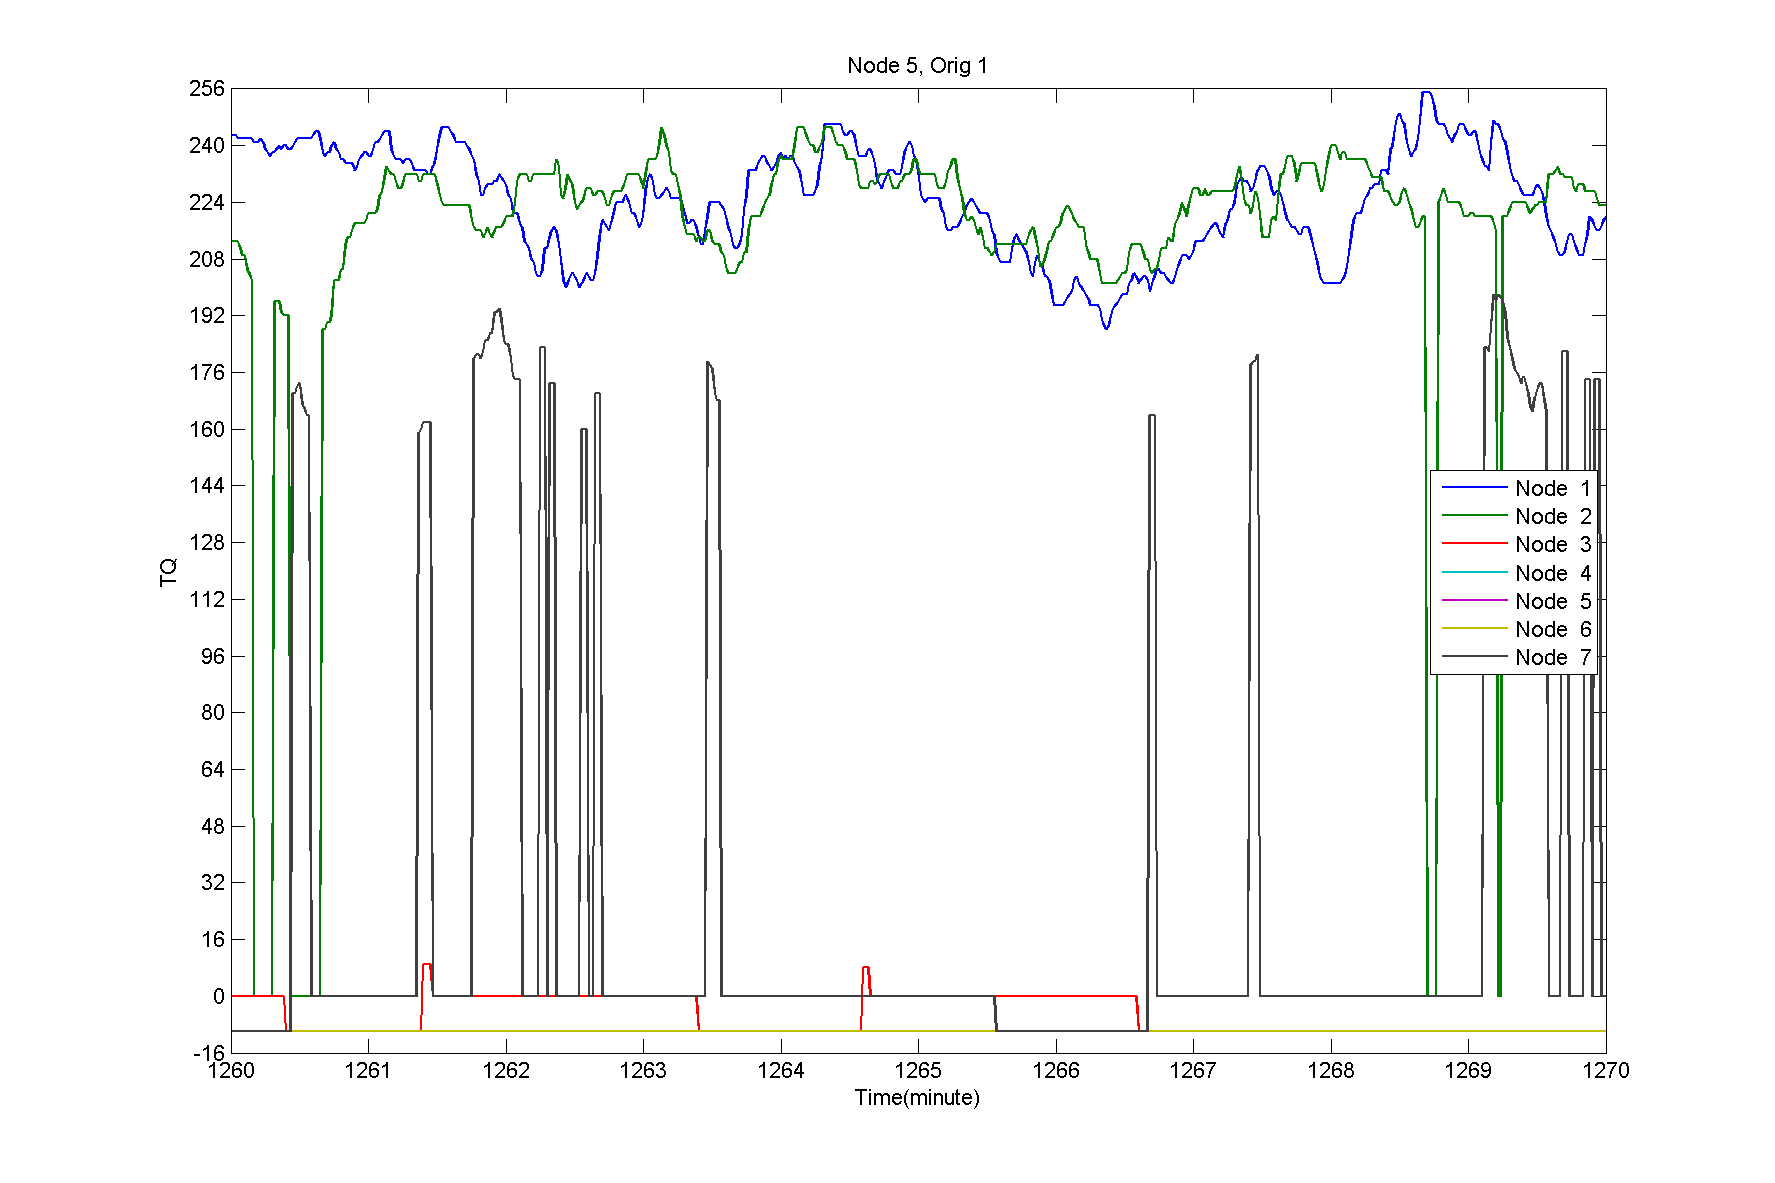 Node 5, Orig 1
256
240
224
208
192
176
160
144
128
112
96
80
64
48
32
16
0
-16
TQ
Node 1
Node 2
Node 3
Node 4
Node 5
Node 6
Node 7
1260 1261 1262 1263 1264 1265 1266 1267 1268 1269 1270
Time(minute)